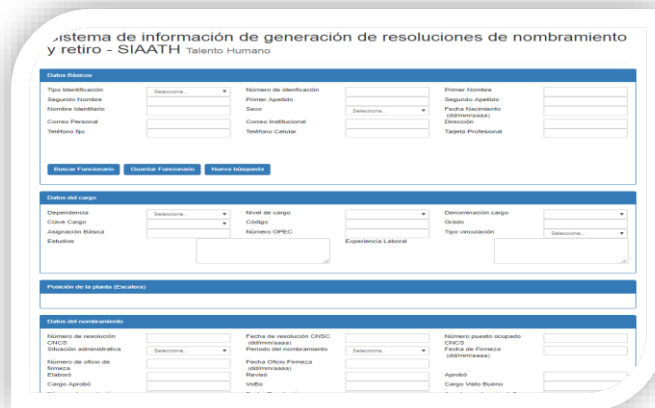 Sistema de información de generación de resoluciones de nombramiento
y retiro - SIAATH Talento Humano
Datos Básicos
Tipo Identificación Seleccione... Número de identificación Primer Nombre
Segundo Nombre Primer Apellido Segundo Apellido
Nombre Identitario Sexo Seleccione... Fecha Nacimiento
(dd/mm/aaaa)
Correo Personal Correo Institucional Dirección
Teléfono fijo Teléfono Celular Tarjeta Profesional
Buscar Funcionario Guardar Funcionario Nueva búsqueda
Datos del cargo
Dependencia Seleccione... Nivel de cargo Denominación cargo
Clave Cargo Código Grado
Asignación Básica Número OPEC Tipo vinculación Seleccione...
Estudios Experiencia Laboral
Posición de la planta (Escalera)
Datos del nombramiento
Número de resolución Fecha de resolución CNSC Número puesto ocupado
CNCS (dd/mm/aaaa) CNCS
Situación administrativa Seleccione... Periodo del nombramiento Seleccione... Fecha de Firmeza
(dd/mm/aaaa)
Número de oficio de Fecha Oficio Firmeza
firmeza (dd/mm/aaaa)
Elaboró Revisó Aprobó
Cargo Aprobó VoBo Cargo Visto Bueno